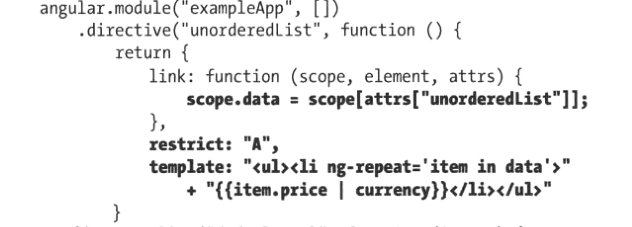 angular.module("exampleApp", [])
.directive("unorderedList", function () {
return {
link: function (scope, element, attrs) {
scope.data = scope[attrs["unorderedList"]];
},
restrict: "A",
template: "<ul><li ng-repeat='item in data'>"
+ "{{item.price | currency}}</li></ul>"
}